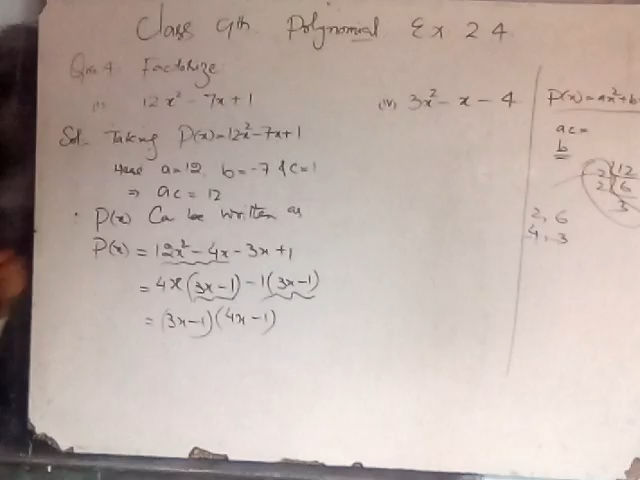 Class 9th Polynomial Ex 2 4
Qno 4 Factorize
(i) 12x² - 7x + 1
(iv) 3x² - x - 4
Sol. Taking P(x) = 12x² - 7x + 1
Here a = 12, b = -7 & c = 1
⇒ ac = 12
∴ P(x) Can be written as
P(x) = 12x² - 4x - 3x + 1
= 4x(3x-1) - 1(3x-1)
= (3x-1)(4x-1)
P(x) = ax² + b
ac =
b
2 12
2 6
3
2, 6
4, 3